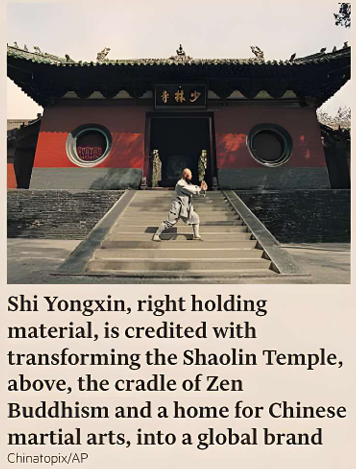 少林寺
Shi Yongxin, right holding
material, is credited with
transforming the Shaolin Temple,
above, the cradle of Zen
Buddhism and a home for Chinese
martial arts, into a global brand
Chinatopix/AP